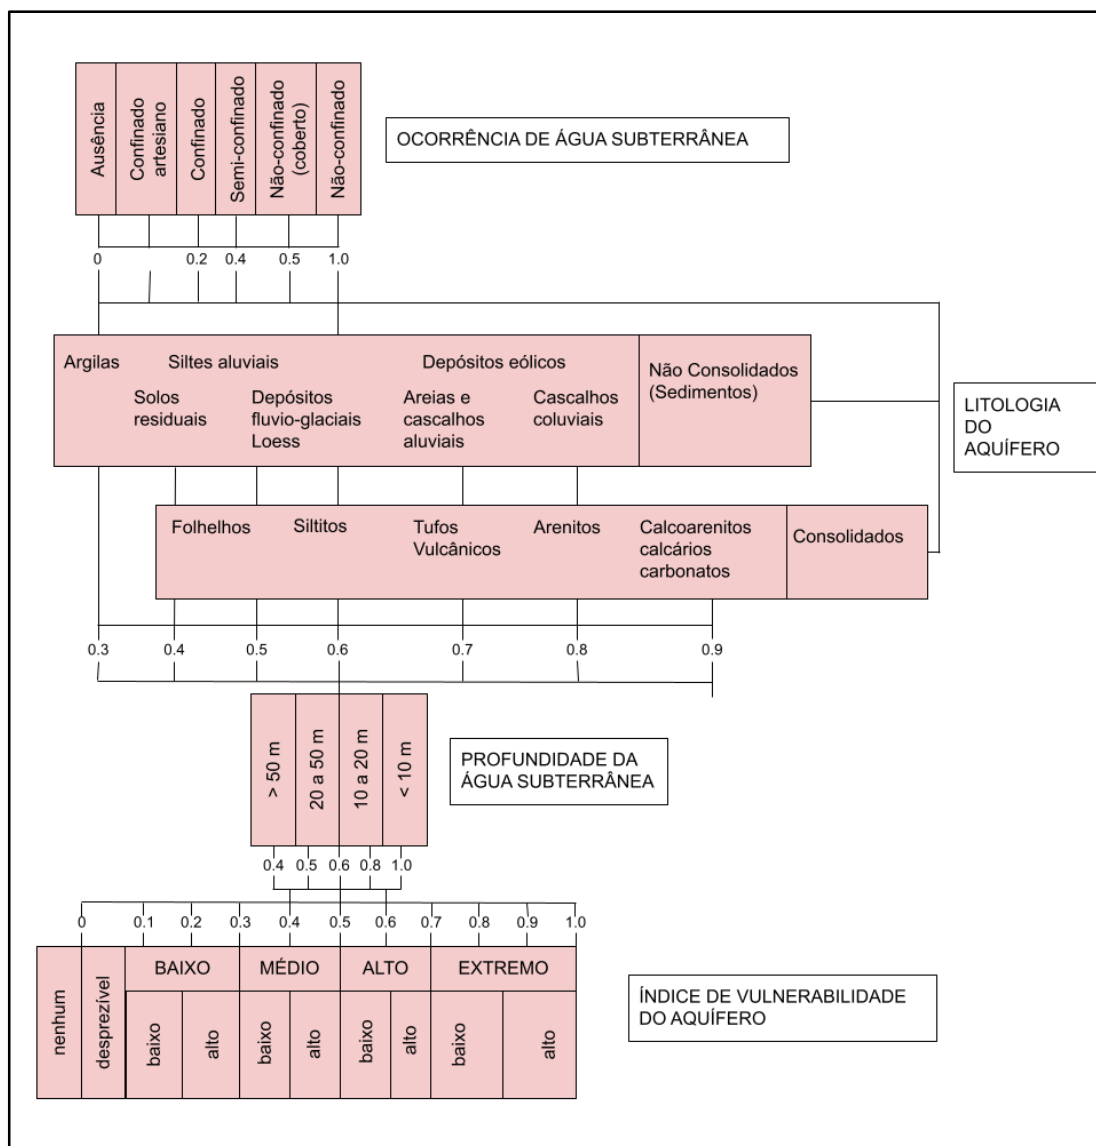 Ausência
Confinado
artesiano
Confinado
Semi-confinado
Não-confinado
(coberto)
Não-confinado
OCORRÊNCIA DE ÁGUA SUBTERRÂNEA
0 0.2 0.4 0.5 1.0
Argilas Siltes aluviais Depósitos eólicos
Solos
residuais
Depósitos
fluvio-glaciais
Loess
Areias e
cascalhos
aluviais
Cascalhos
coluviais
Não Consolidados
(Sedimentos)
LITOLOGIA
DO
AQUÍFERO
Folhelhos
Siltitos
Tufos
Vulcânicos
Arenitos
Calcoarenitos
calcários
carbonatos
Consolidados
0.3 0.4 0.5 0.6 0.7 0.8 0.9
> 50 m
20 a 50 m
10 a 20 m
< 10 m
PROFUNDIDADE DA
ÁGUA SUBTERRÂNEA
0.4 0.5 0.6 0.8 1.0
0 0.1 0.2 0.3 0.4 0.5 0.6 0.7 0.8 0.9 1.0
nenhum
desprezível
BAIXO MÉDIO ALTO EXTREMO
baixo
alto
baixo
alto
baixo
alto
baixo
alto
ÍNDICE DE VULNERABILIDADE
DO AQUÍFERO